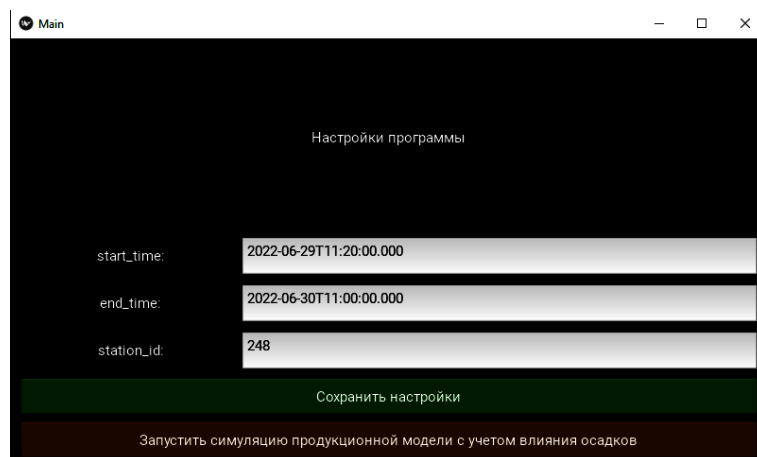 Main
Настройки программы
start_time: 2022-06-29T11:20:00.000
end_time: 2022-06-30T11:00:00.000
station_id: 248
Сохранить настройки
Запустить симуляцию продукционной модели с учетом влияния осадков